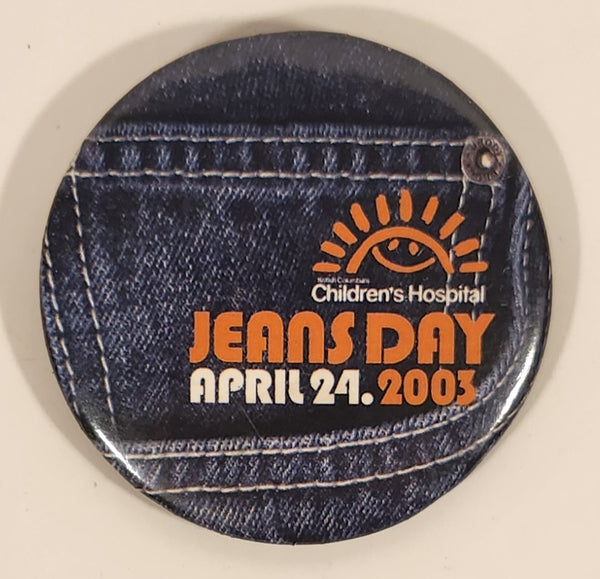 British Columbia's
Children's Hospital
JEANS DAY
APRIL 24. 2003